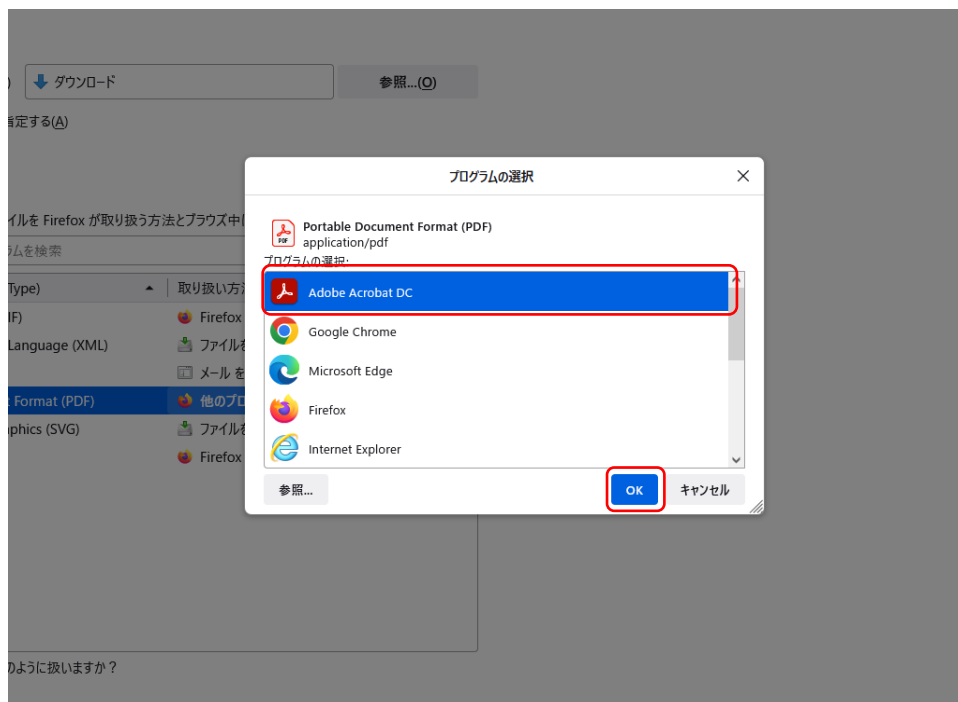 ダウンロード
参照...(O)
指定する(A)
プログラムの選択
イルを Firefox が取り扱う方法とブラウズ中に
Portable Document Format (PDF)
application/pdf
ラムを検索
プログラムの選択:
Type)
取り扱い方法
Adobe Acrobat DC
IF)
Firefox
Google Chrome
Language (XML)
ファイルを
Microsoft Edge
メール を
Format (PDF)
他のプロ
Firefox
aphics (SVG)
ファイルを
Internet Explorer
Firefox
参照...
OK
キャンセル
のように扱いますか？